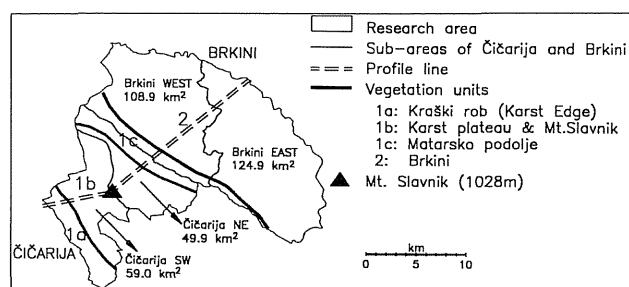 BRKINI
Brkini WEST
108.9 km²
2
1c
Brkini EAST
124.9 km²
1b
Čičarija NE
49.9 km²
1a
ČIČARIJA
Čičarija SW
59.0 km²
Research area
Sub-areas of Čičarija and Brkini
Profile line
Vegetation units
1a: Kraški rob (Karst Edge)
1b: Karst plateau & Mt.Slavnik
1c: Matarsko podolje
2: Brkini
Mt. Slavnik (1028m)
km
0 5 10